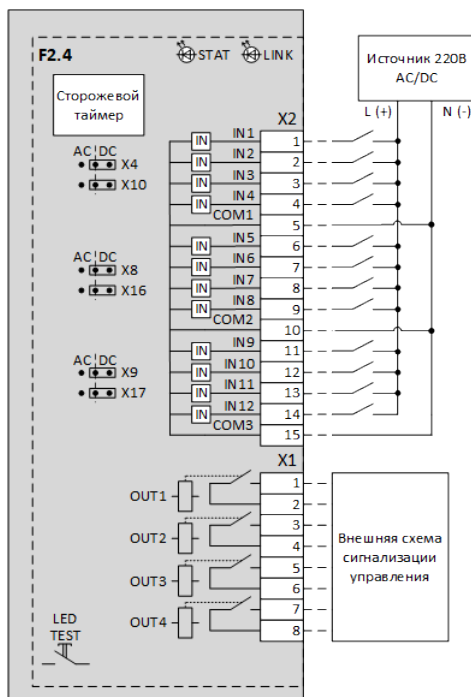 F2.4
STAT
LINK
Источник 220В
AC/DC
Сторожевой
таймер
L (+)
N (-)
X2
AC DC
X4
X10
IN IN1 1
IN IN2 2
IN IN3 3
IN IN4 4
COM1 5
AC DC
X8
X16
IN IN5 6
IN IN6 7
IN IN7 8
IN IN8 9
COM2 10
AC DC
X9
X17
IN IN9 11
IN IN10 12
IN IN11 13
IN IN12 14
COM3 15
X1
OUT1
1
2
OUT2
3
4
OUT3
5
6
OUT4
7
8
Внешняя схема
сигнализации
управления
LED
TEST